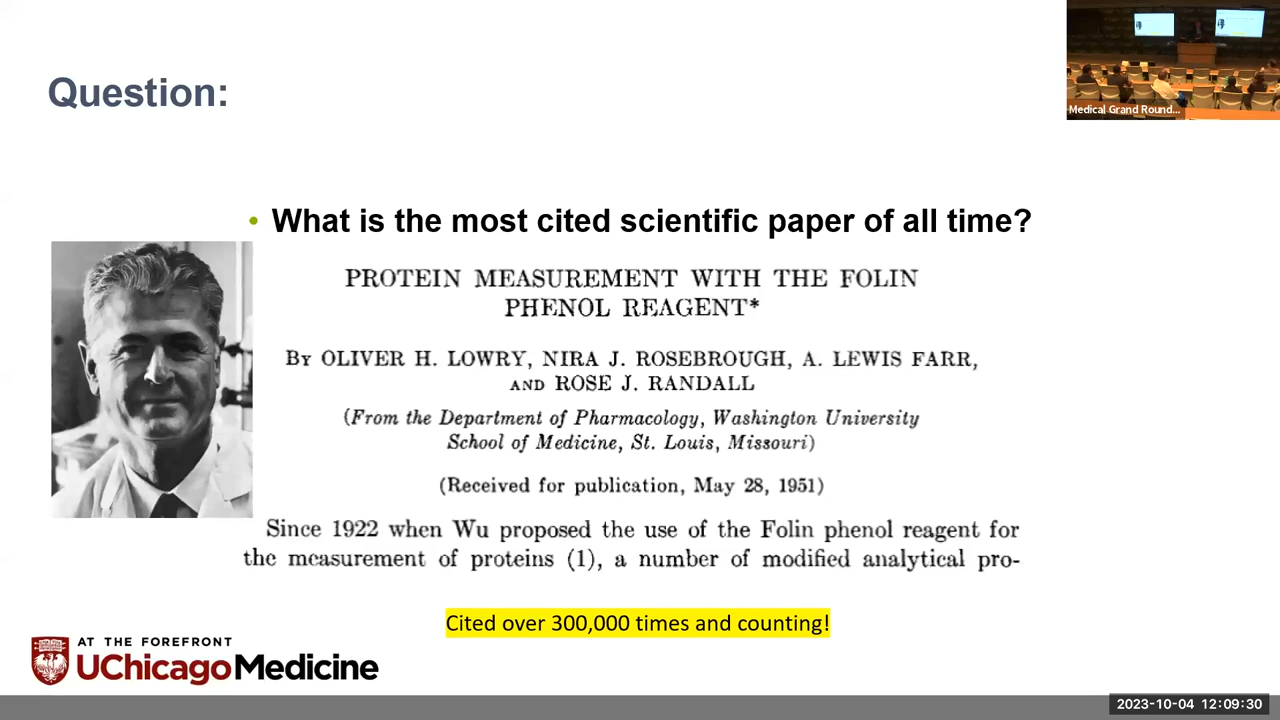 Medical Grand Round...
Question:
• What is the most cited scientific paper of all time?
PROTEIN MEASUREMENT WITH THE FOLIN
PHENOL REAGENT*
By OLIVER H. LOWRY, NIRA J. ROSEBROUGH, A. LEWIS FARR,
AND ROSE J. RANDALL
(From the Department of Pharmacology, Washington University
School of Medicine, St. Louis, Missouri)
(Received for publication, May 28, 1951)
Since 1922 when Wu proposed the use of the Folin phenol reagent for
the measurement of proteins (1), a number of modified analytical pro-
Cited over 300,000 times and counting!
AT THE FOREFRONT
UChicagoMedicine
2023-10-04 12:09:30